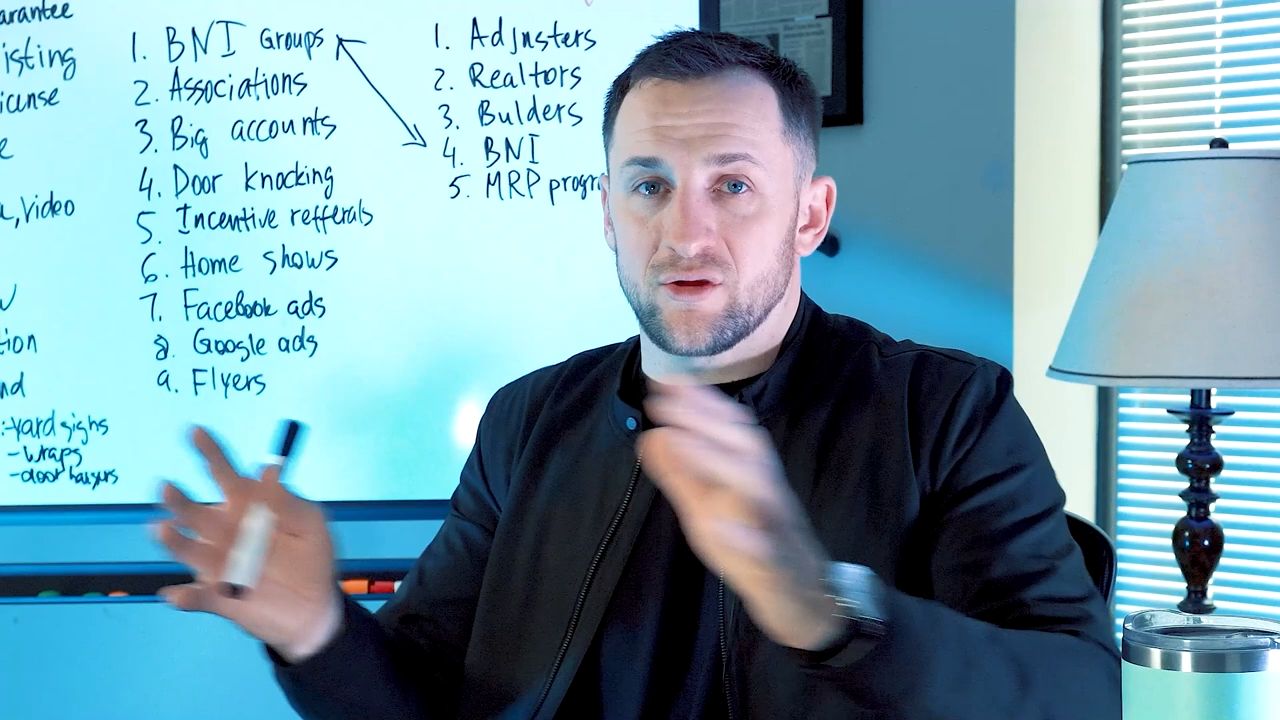 arantee
isting
icense
e
a, Video
tion
nd
:-yard sighs
- wraps
- door
1. BNI Groups
2. Associations
3. Big accounts
4. Door knocking
5. Incentive refferals
6. Home shows
7. Facebook ads
8. Google ads
9. Flyers
1. Adjusters
2. Realtors
3. Bulders
4. BNI
5. MRP progr